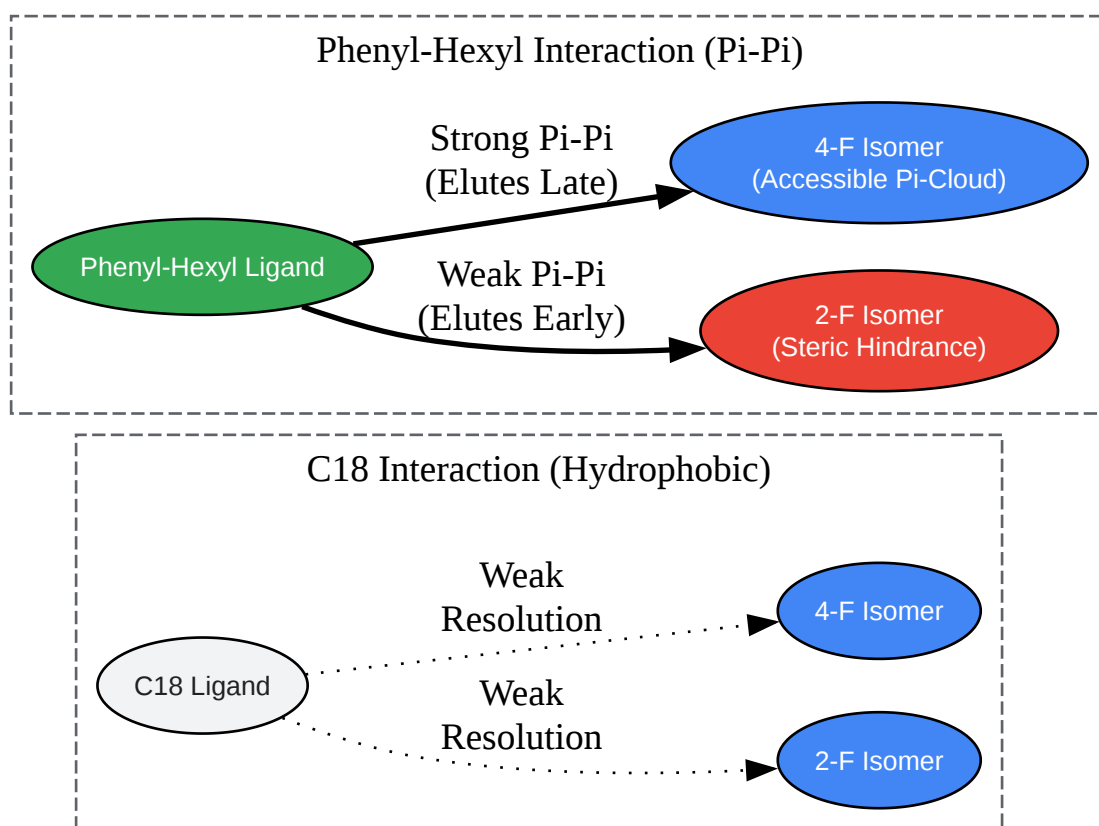 Phenyl-Hexyl Interaction (Pi-Pi)
Strong Pi-Pi
(Elutes Late)
4-F Isomer
(Accessible Pi-Cloud)
Phenyl-Hexyl Ligand
Weak Pi-Pi
(Elutes Early)
2-F Isomer
(Steric Hindrance)
C18 Interaction (Hydrophobic)
Weak
Resolution
4-F Isomer
C18 Ligand
Weak
Resolution
2-F Isomer